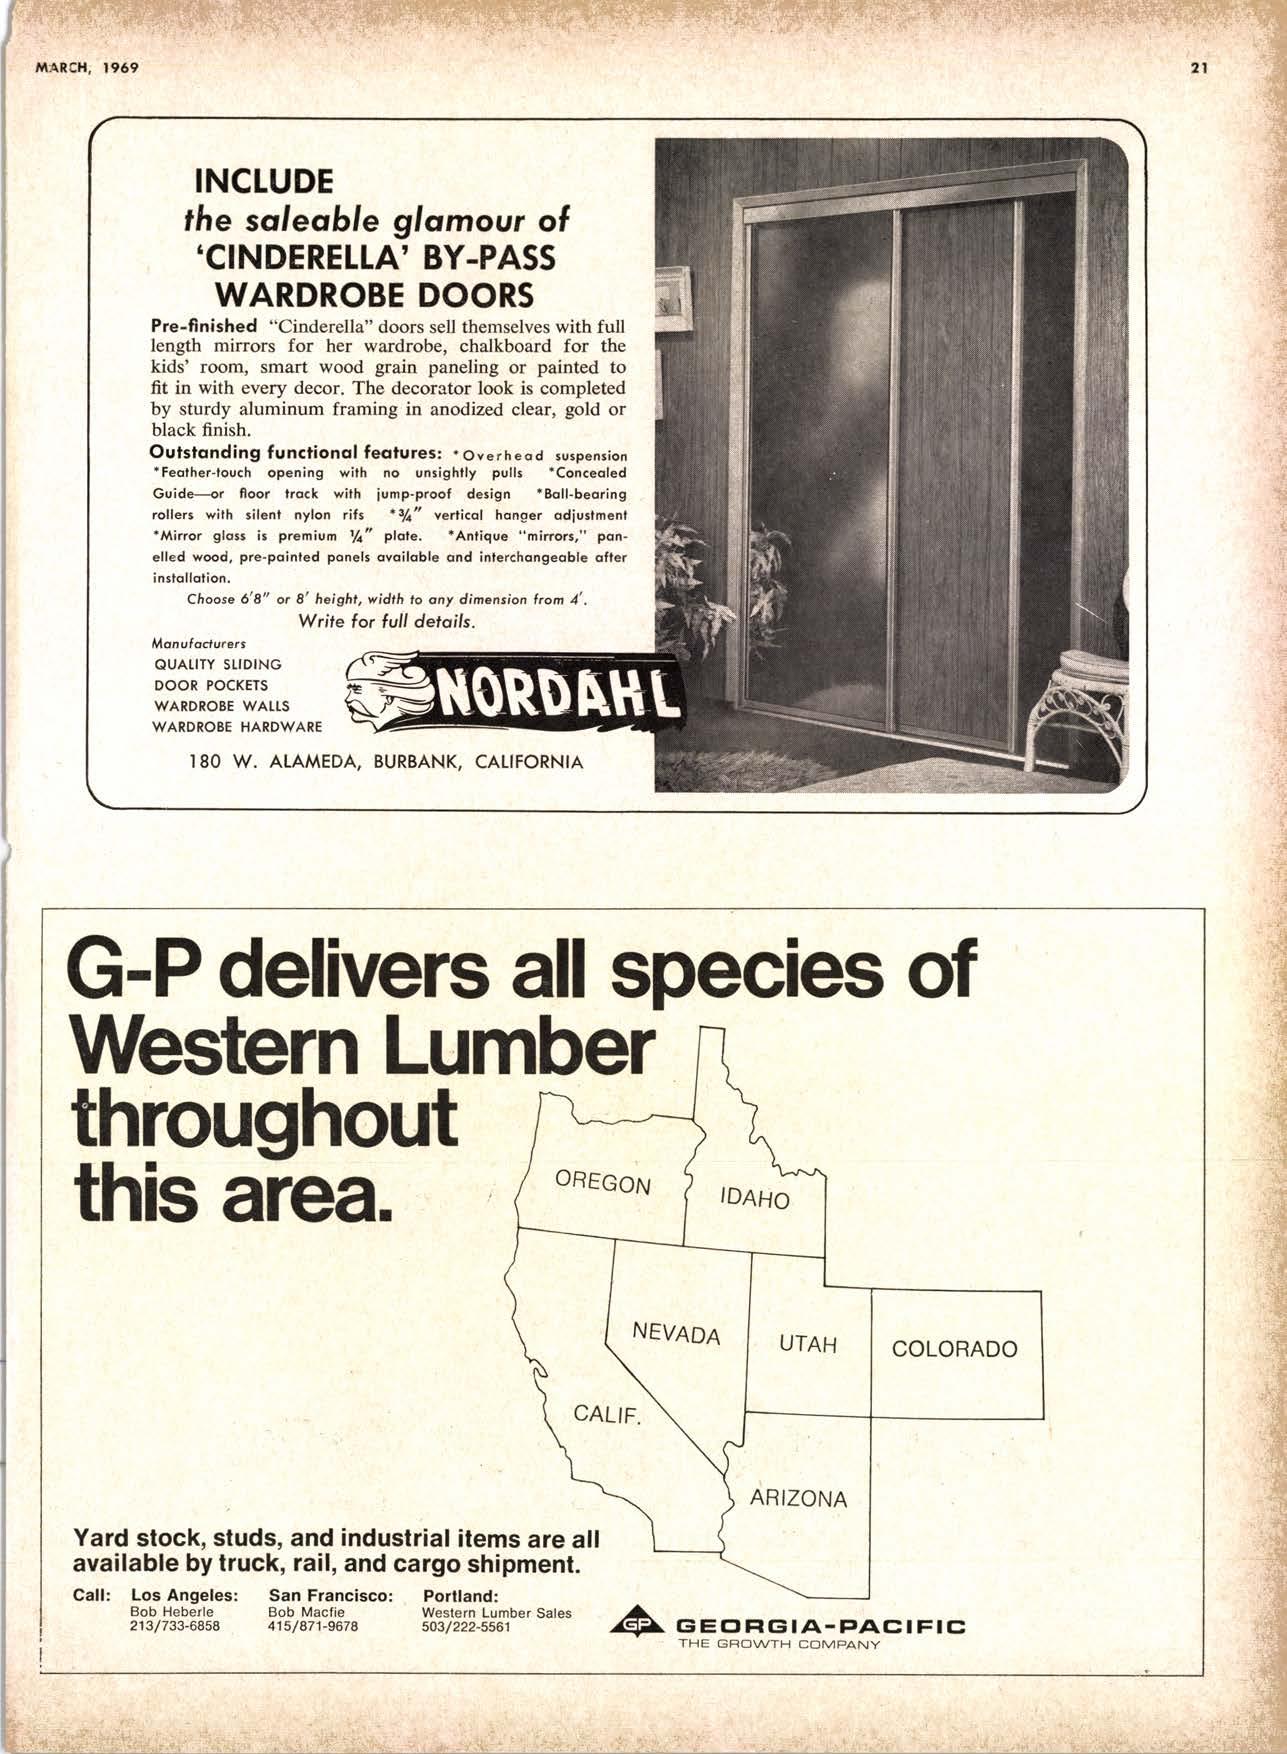 MARCH, 1969
21
INCLUDE
the saleable glamour of
‘CINDERELLA’ BY-PASS
WARDROBE DOORS
Pre-finished “Cinderella” doors sell themselves with full
length mirrors for her wardrobe, chalkboard for the
kids’ room, smart wood grain paneling or painted to
fit in with every decor. The decorator look is completed
by sturdy aluminum framing in anodized clear, gold or
black finish.
Outstanding functional features: *Overhead suspension
*Feather-touch opening with no unsightly pulls *Concealed
Guide—or floor track with jump-proof design *Ball-bearing
rollers with silent nylon rifs *¾″ vertical hanger adjustment
*Mirror glass is premium ¼″ plate. *Antique “mirrors,” pan-
elled wood, pre-painted panels available and interchangeable after
installation.
Choose 6′8″ or 8′ height, width to any dimension from 4′.
Write for full details.
Manufacturers
QUALITY SLIDING
DOOR POCKETS
WARDROBE WALLS
WARDROBE HARDWARE
NORDAHL
180 W. ALAMEDA, BURBANK, CALIFORNIA
G-P delivers all species of
Western Lumber
throughout
this area.
OREGON
IDAHO
NEVADA
UTAH
COLORADO
CALIF.
ARIZONA
Yard stock, studs, and industrial items are all
available by truck, rail, and cargo shipment.
Call: Los Angeles: San Francisco: Portland:
Bob Heberle Bob Macfie Western Lumber Sales
213/733-6858 415/871-9678 503/222-5561
GP GEORGIA-PACIFIC
THE GROWTH COMPANY